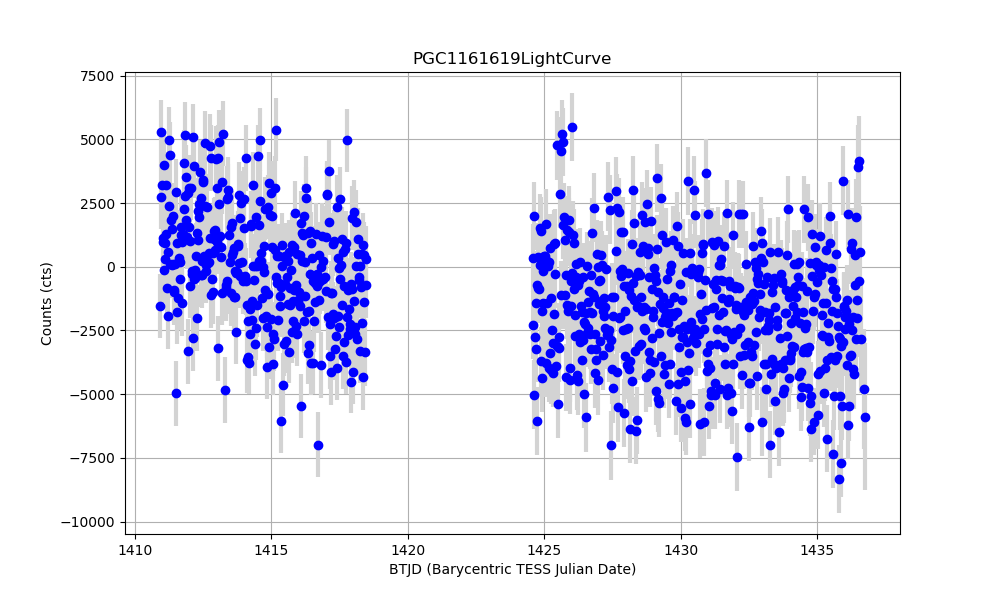 PGC1161619LightCurve
7500
5000
2500
0
−2500
−5000
−7500
−10000
Counts (cts)
1410 1415 1420 1425 1430 1435
BTJD (Barycentric TESS Julian Date)